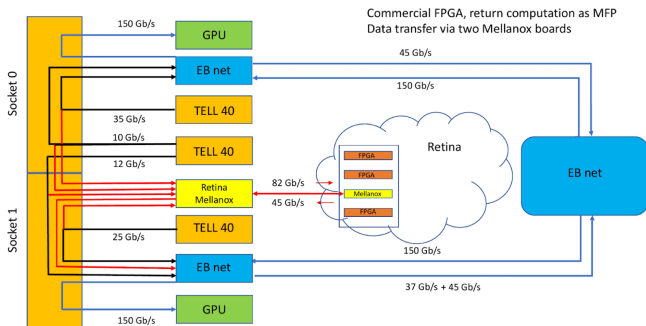 Commercial FPGA, return computation as MFP
Data transfer via two Mellanox boards
150 Gb/s
GPU
45 Gb/s
EB net
150 Gb/s
Socket 0
TELL 40
35 Gb/s
10 Gb/s
TELL 40
12 Gb/s
Retina
FPGA
FPGA
Mellanox
FPGA
EB net
Retina
Mellanox
82 Gb/s
45 Gb/s
Socket 1
TELL 40
25 Gb/s
150 Gb/s
EB net
37 Gb/s + 45 Gb/s
GPU
150 Gb/s